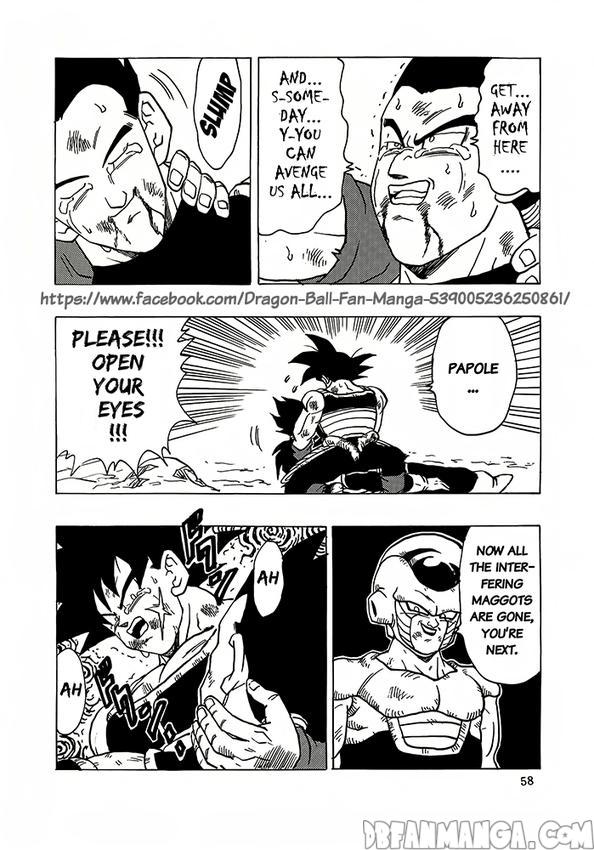 SLUMP
AND...
S-SOME-
DAY...
Y-YOU
CAN
AVENGE
US ALL...
GET...
AWAY
FROM
HERE
....
https://www.facebook.com/Dragon-Ball-Fan-Manga-539005236250861/
PLEASE!!!
OPEN
YOUR
EYES
!!!
PAPOLE
...
AH
AH
NOW ALL
THE INTER-
FERING
MAGGOTS
ARE GONE,
YOU'RE
NEXT.
58
DBFANMANGA.COM